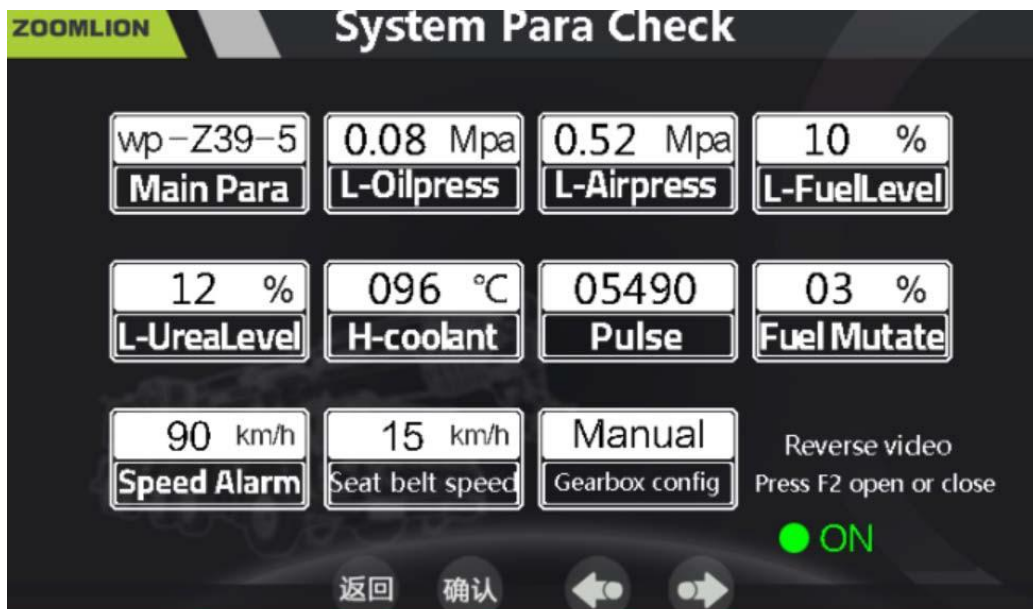 ZOOMLION
System Para Check
wp-Z39-5
Main Para
0.08 Mpa
L-Oilpress
0.52 Mpa
L-Airpress
10 %
L-FuelLevel
12 %
L-UreaLevel
096 ℃
H-coolant
05490
Pulse
03 %
Fuel Mutate
90 km/h
Speed Alarm
15 km/h
Seat belt speed
Manual
Gearbox config
Reverse video
Press F2 open or close
ON
返回 确认